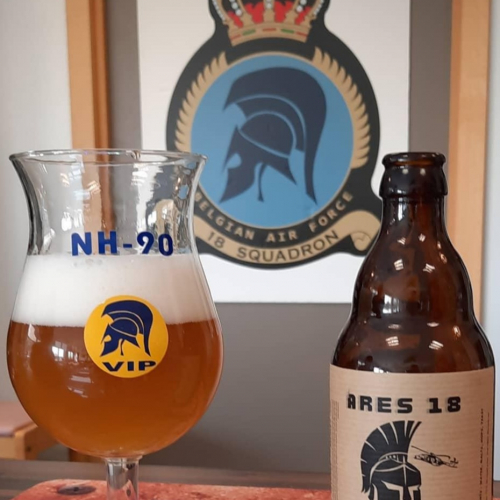 BELGIAN AIR FORCE
18 SQUADRON
NH-90
VIP
ARES 18